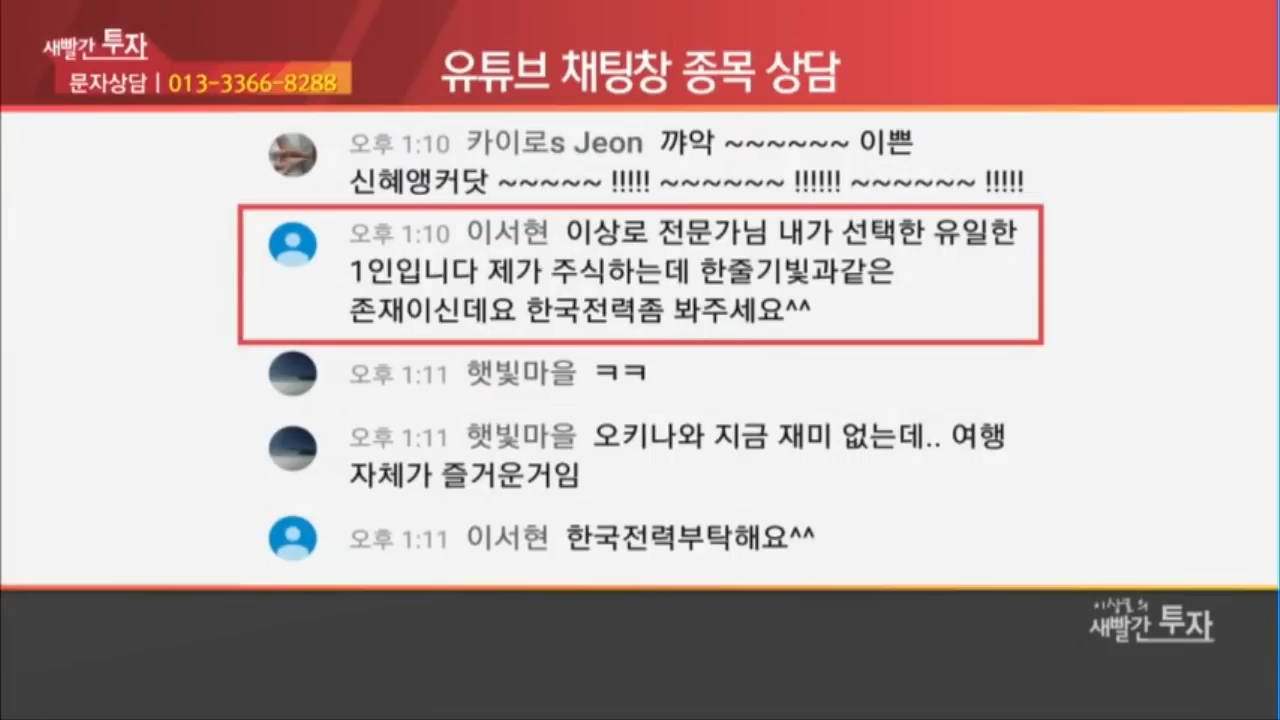 새빨간 투자
문자상담 | 013-3366-8288
유튜브 채팅창 종목 상담
오후 1:10 카이로s Jeon 꺄악 ~~~~~~ 이쁜
신혜앵커닷 ~~~~~ !!!!! ~~~~~~ !!!!!! ~~~~~~ !!!!!
오후 1:10 이서현 이상로 전문가님 내가 선택한 유일한
1인입니다 제가 주식하는데 한줄기빛과같은
존재이신데요 한국전력좀 봐주세요^^
오후 1:11 햇빛마을 ㅋㅋ
오후 1:11 햇빛마을 오키나와 지금 재미 없는데.. 여행
자체가 즐거운거임
오후 1:11 이서현 한국전력부탁해요^^
이상로의
새빨간 투자